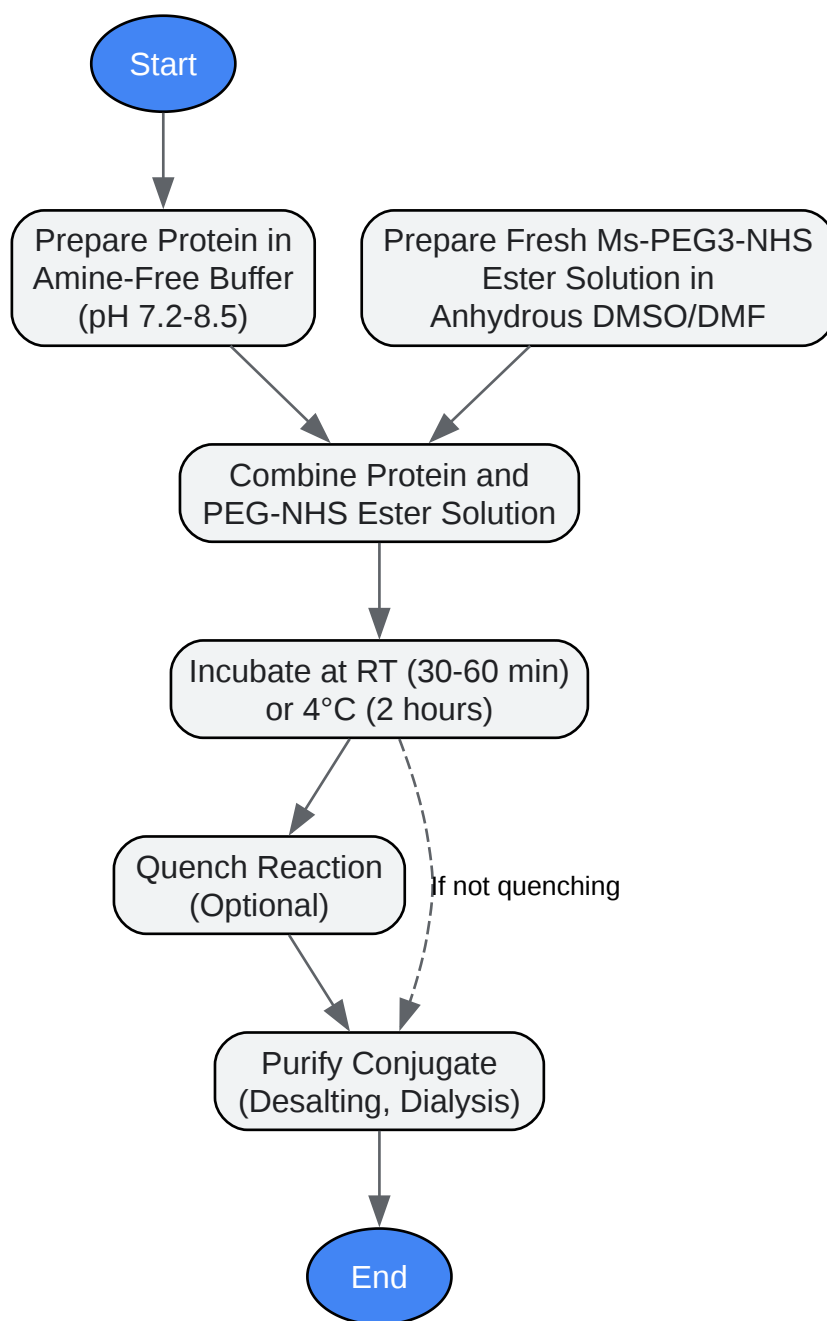 Start
Prepare Protein in
Amine-Free Buffer
(pH 7.2-8.5)
Prepare Fresh Ms-PEG3-NHS
Ester Solution in
Anhydrous DMSO/DMF
Combine Protein and
PEG-NHS Ester Solution
Incubate at RT (30-60 min)
or 4°C (2 hours)
Quench Reaction
(Optional)
If not quenching
Purify Conjugate
(Desalting, Dialysis)
End